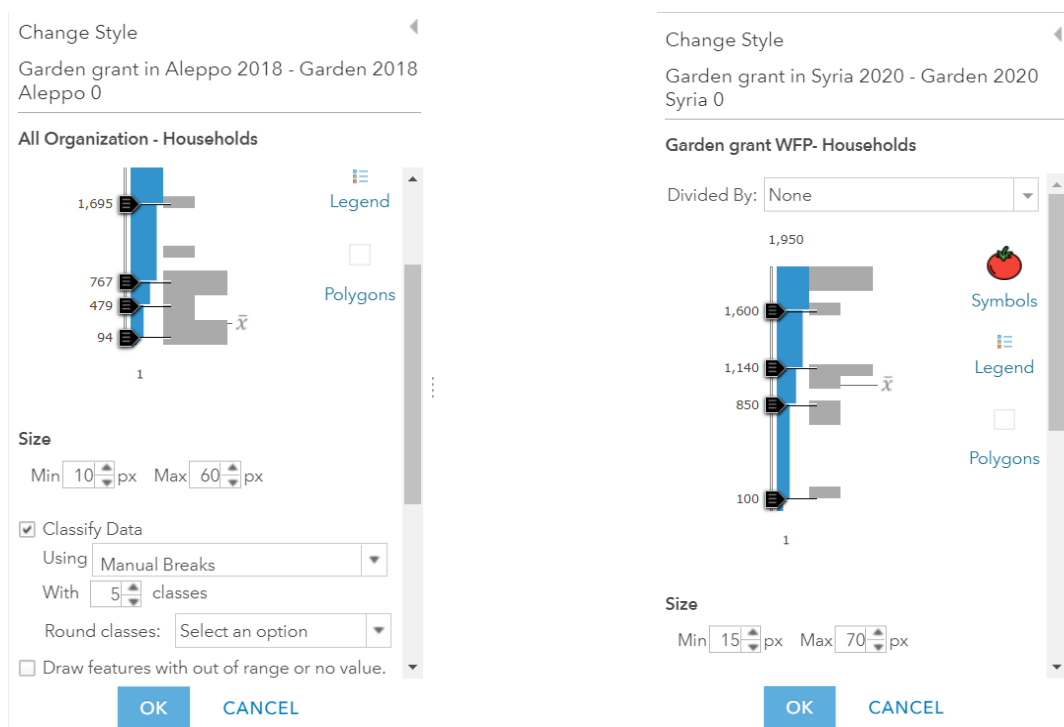 Change Style
Garden grant in Aleppo 2018 - Garden 2018
Aleppo 0
All Organization - Households
1,695
767
479
94
x̄
1
Legend
Polygons
Size
Min 10 px Max 60 px
Classify Data
Using Manual Breaks
With 5 classes
Round classes: Select an option
Draw features with out of range or no value.
OK CANCEL
Change Style
Garden grant in Syria 2020 - Garden 2020
Syria 0
Garden grant WFP- Households
Divided By: None
1,950
1,600
1,140
850
100
x̄
1
Symbols
Legend
Polygons
Size
Min 15 px Max 70 px
OK CANCEL